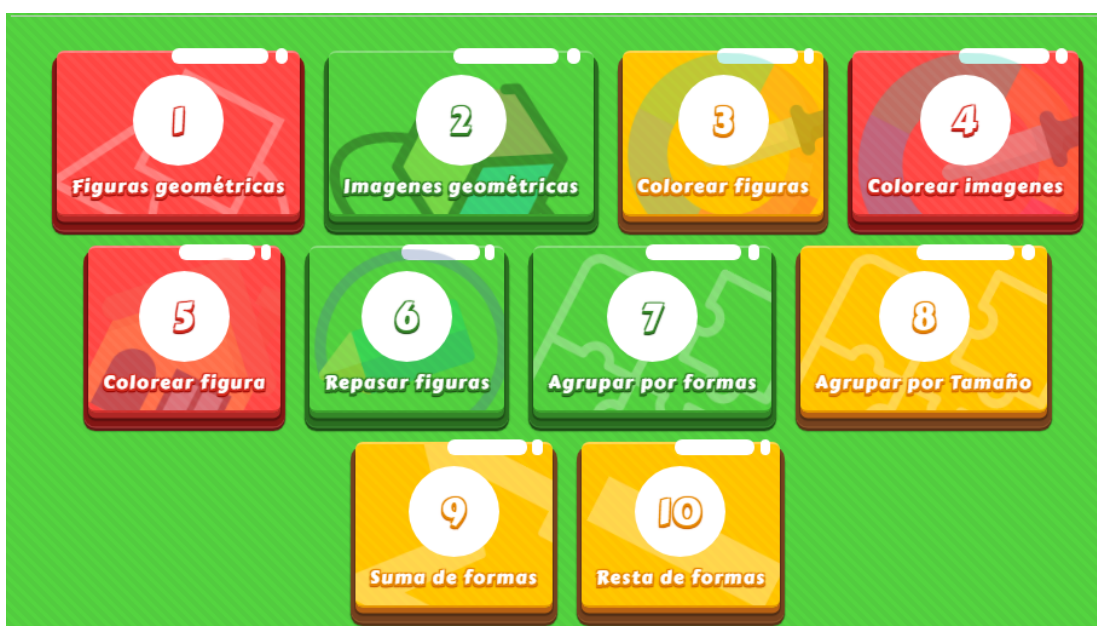 1
Figuras geométricas
2
Imagenes geométricas
3
Colorear figuras
4
Colorear imagenes
5
Colorear figura
6
Repasar figuras
7
Agrupar por formas
8
Agrupar por Tamaño
9
Suma de formas
10
Resta de formas